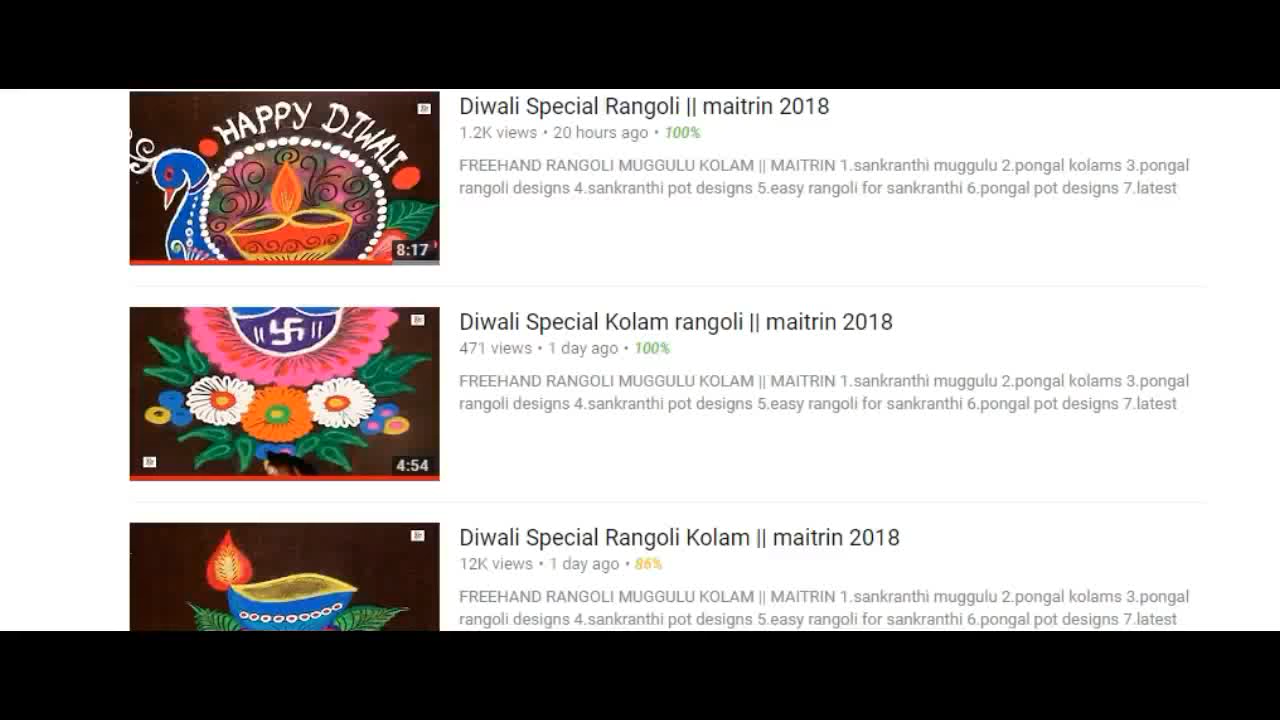 HAPPY DIWALI
8:17
Diwali Special Rangoli || maitrin 2018
1.2K views • 20 hours ago • 100%
FREEHAND RANGOLI MUGGULU KOLAM || MAITRIN 1.sankranthi muggulu 2.pongal kolams 3.pongal
rangoli designs 4.sankranthi pot designs 5.easy rangoli for sankranthi 6.pongal pot designs 7.latest
4:54
Diwali Special Kolam rangoli || maitrin 2018
471 views • 1 day ago • 100%
FREEHAND RANGOLI MUGGULU KOLAM || MAITRIN 1.sankranthi muggulu 2.pongal kolams 3.pongal
rangoli designs 4.sankranthi pot designs 5.easy rangoli for sankranthi 6.pongal pot designs 7.latest
Diwali Special Rangoli Kolam || maitrin 2018
12K views • 1 day ago • 86%
FREEHAND RANGOLI MUGGULU KOLAM || MAITRIN 1.sankranthi muggulu 2.pongal kolams 3.pongal
rangoli designs 4.sankranthi pot designs 5.easy rangoli for sankranthi 6.pongal pot designs 7.latest